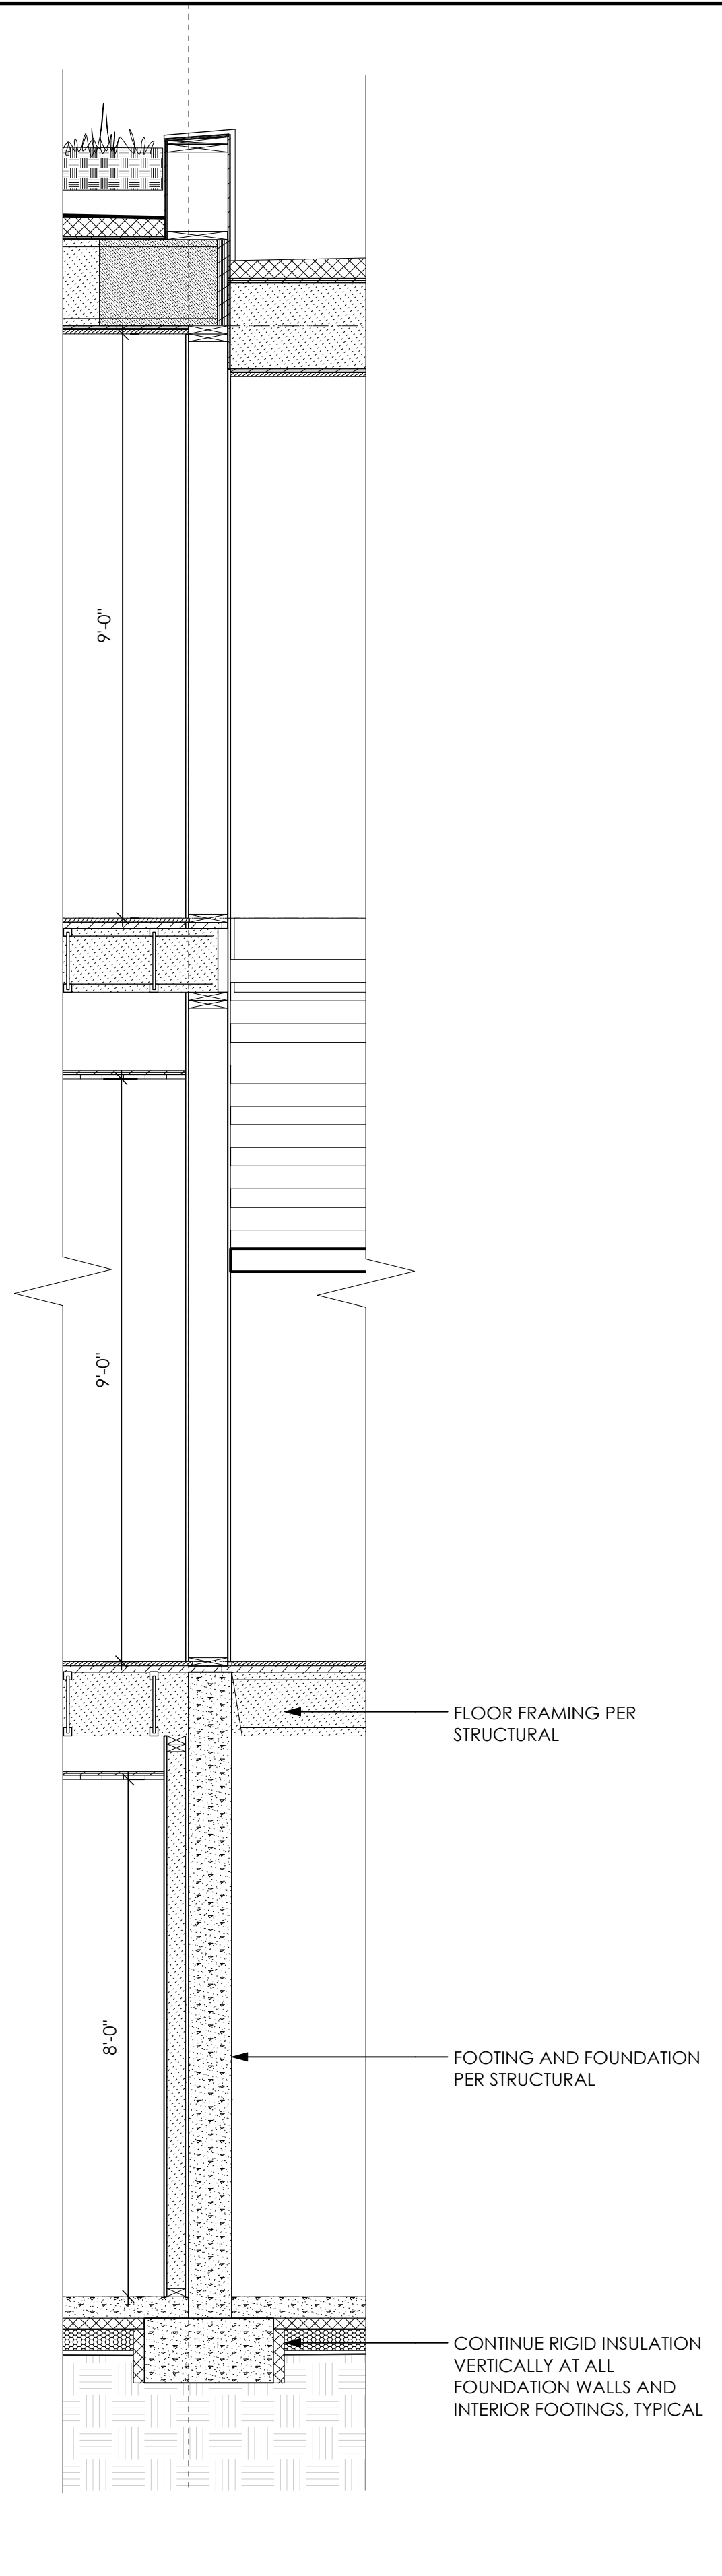 9'-0"
9'-0"
FLOOR FRAMING PER
STRUCTURAL
8'-0"
FOOTING AND FOUNDATION
PER STRUCTURAL
CONTINUE RIGID INSULATION
VERTICALLY AT ALL
FOUNDATION WALLS AND
INTERIOR FOOTINGS, TYPICAL